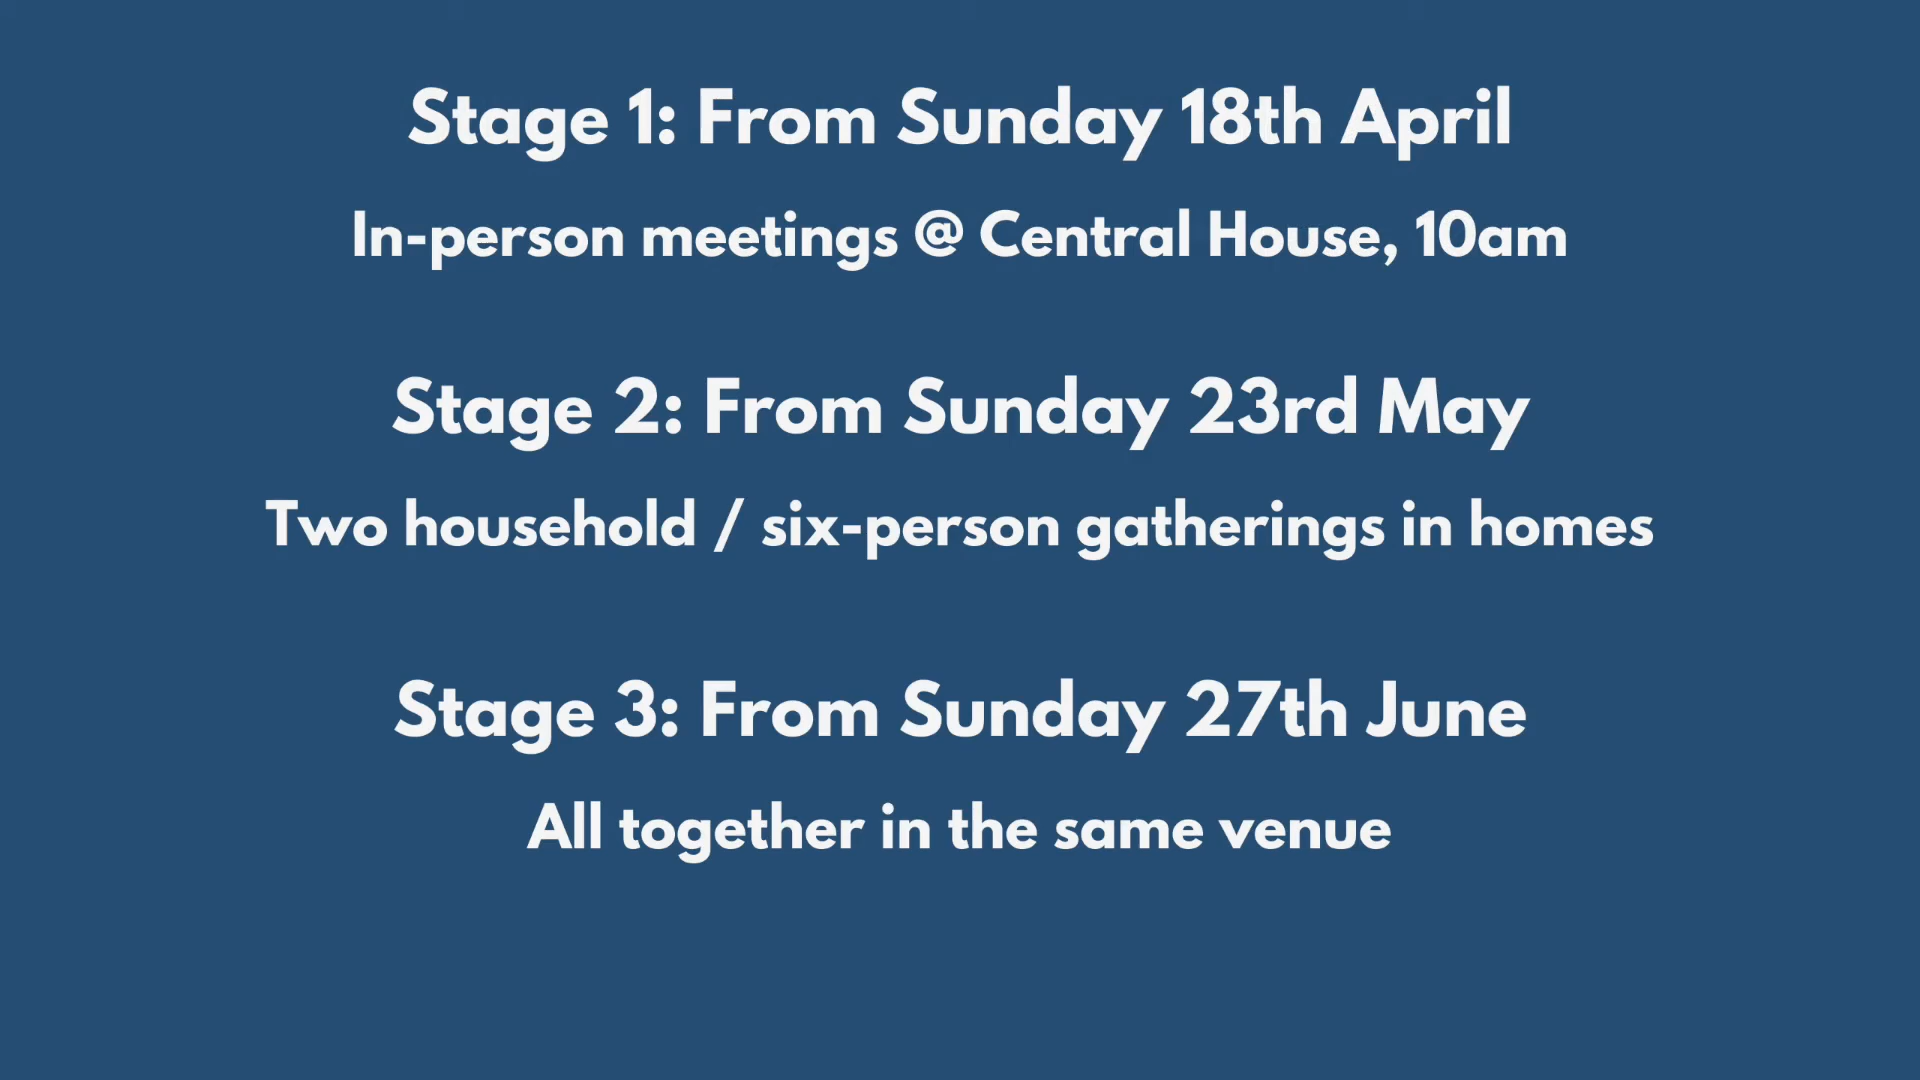 Stage 1: From Sunday 18th April
In-person meetings @ Central House, 10am
Stage 2: From Sunday 23rd May
Two household / six-person gatherings in homes
Stage 3: From Sunday 27th June
All together in the same venue